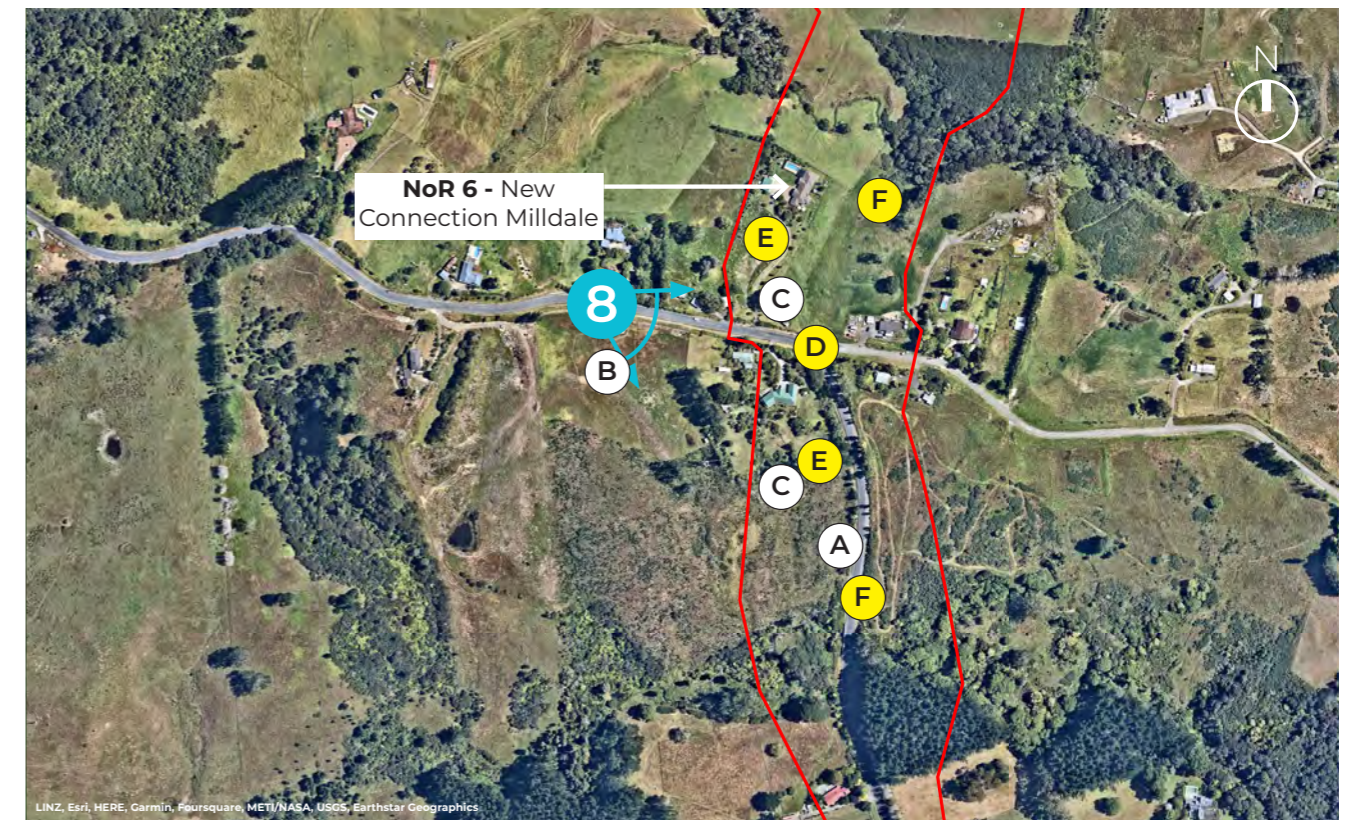 N
NoR 6 - New
Connection Milldale
F
E
C
8
D
B
E
C
A
F
LINZ, Esri, HERE, Garmin, Foursquare, METI/NASA, USGS, Earthstar Geographics